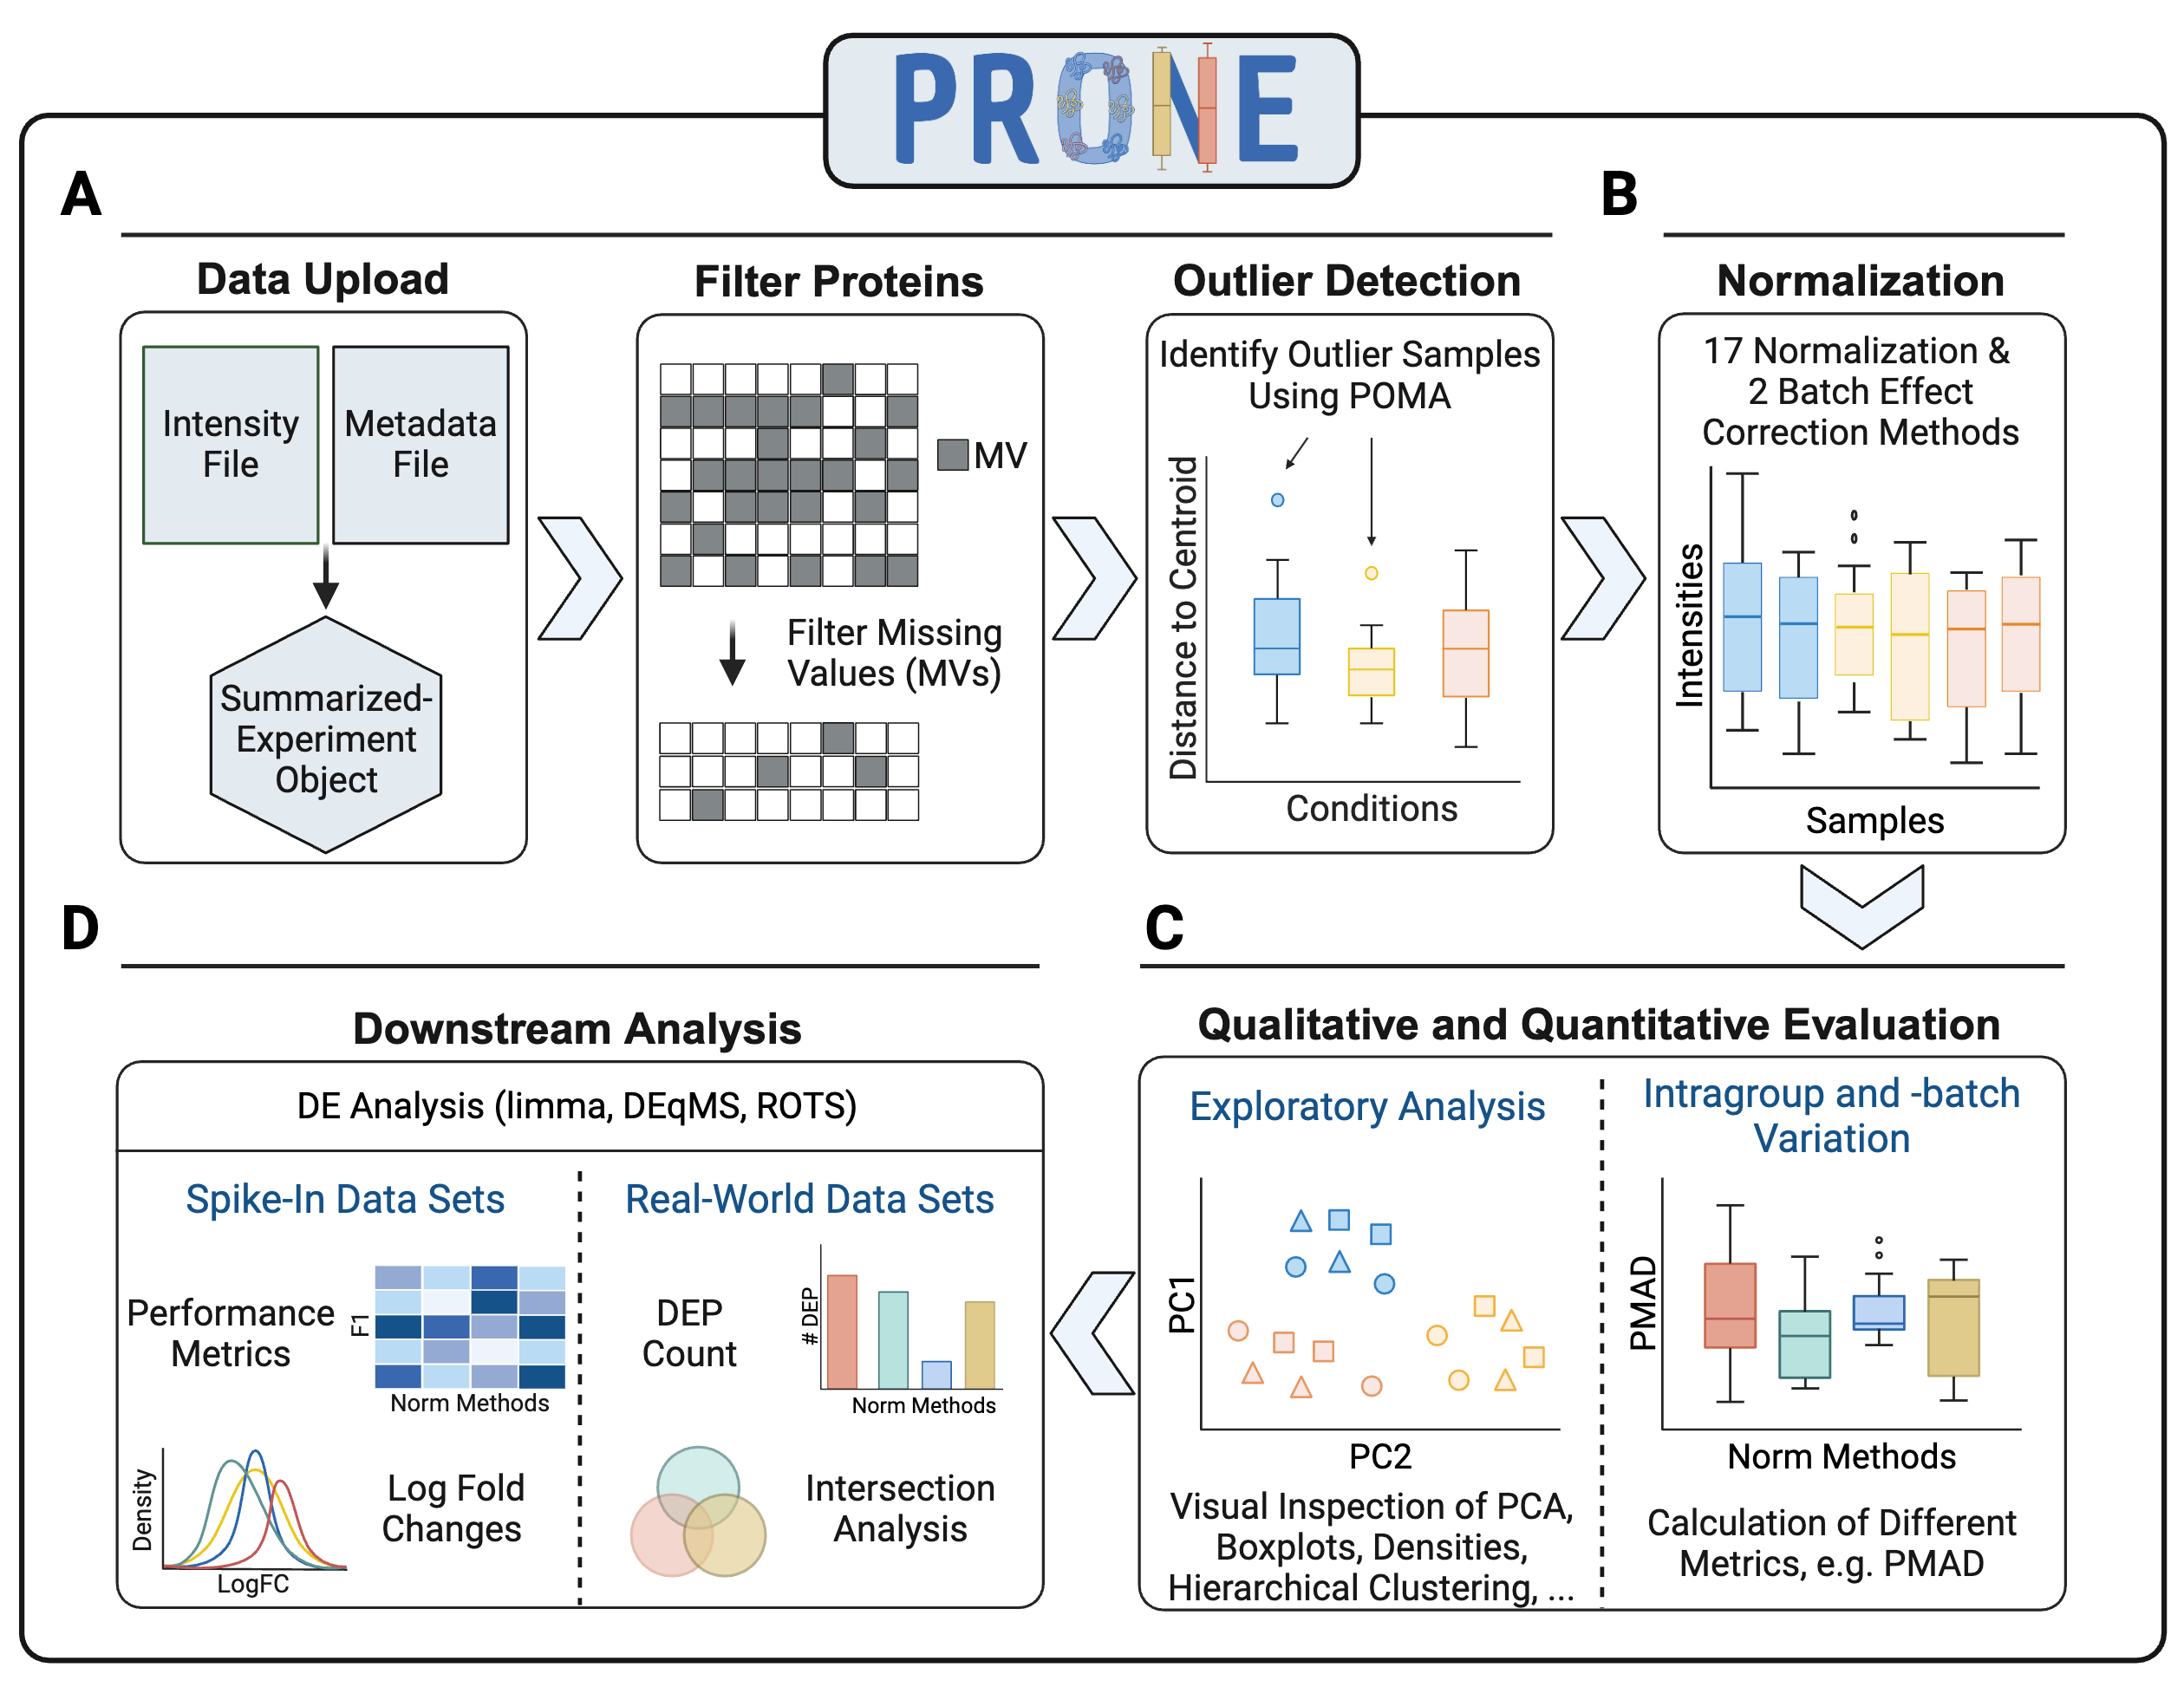 PRONE
A
Data Upload
Intensity
File
Metadata
File
Summarized-
Experiment
Object
Filter Proteins
MV
Filter Missing
Values (MVs)
Outlier Detection
Identify Outlier Samples
Using POMA
Distance to Centroid
Conditions
B
Normalization
17 Normalization &
2 Batch Effect
Correction Methods
Intensities
Samples
C
Qualitative and Quantitative Evaluation
Exploratory Analysis
PC1
PC2
Visual Inspection of PCA,
Boxplots, Densities,
Hierarchical Clustering, ...
Intragroup and -batch
Variation
PMAD
Norm Methods
Calculation of Different
Metrics, e.g. PMAD
D
Downstream Analysis
DE Analysis (limma, DEqMS, ROTS)
Spike-In Data Sets
Performance
Metrics
F1
Norm Methods
Density
LogFC
Log Fold
Changes
Real-World Data Sets
DEP
Count
# DEP
Norm Methods
Intersection
Analysis